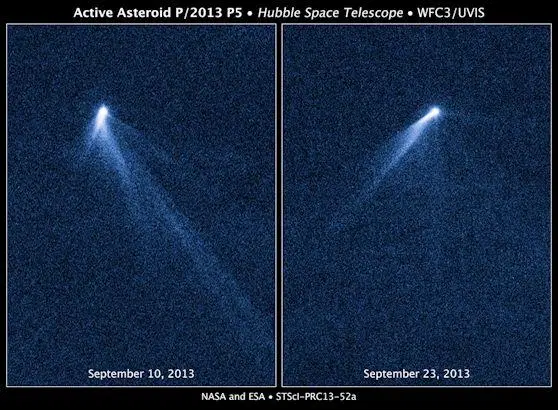 Active Asteroid P/2013 P5 • Hubble Space Telescope • WFC3/UVIS
September 10, 2013
September 23, 2013
NASA and ESA • STScI-PRC13-52a